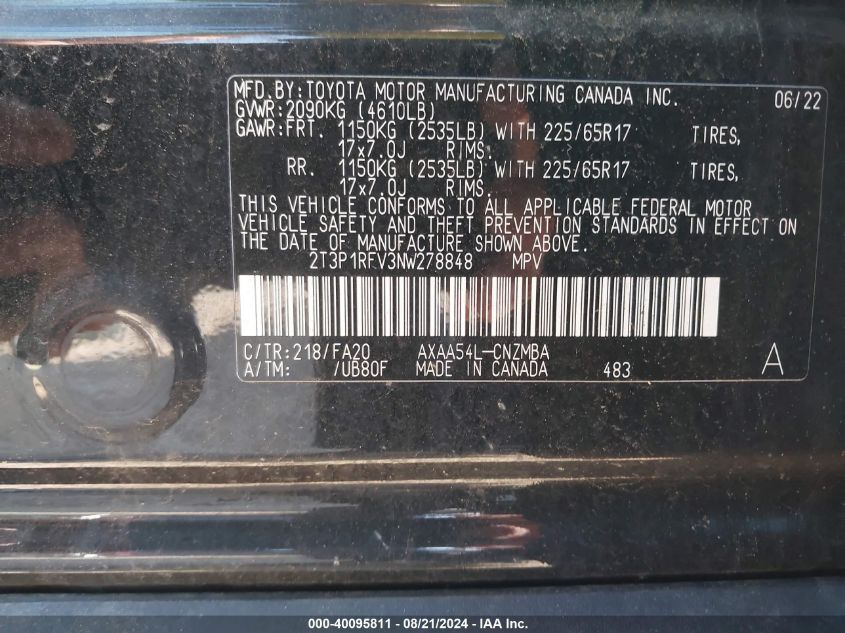 MFD.BY:TOYOTA MOTOR MANUFACTURING CANADA INC. 06/22
GVWR:2090KG (4610LB)
GAWR:FRT. 1150KG (2535LB) WITH 225/65R17 TIRES,
17x7.0J RIMS,
RR. 1150KG (2535LB) WITH 225/65R17 TIRES,
17x7.0J RIMS
THIS VEHICLE CONFORMS TO ALL APPLICABLE FEDERAL MOTOR
VEHICLE SAFETY AND THEFT PREVENTION STANDARDS IN EFFECT ON
THE DATE OF MANUFACTURE SHOWN ABOVE.
2T3P1RFV3NW278848 MPV
C/TR:218/FA20 AXAA54L-CNZMBA
A/TM: /UB80F MADE IN CANADA 483 A
000-40095811 - 08/21/2024 - IAA Inc.